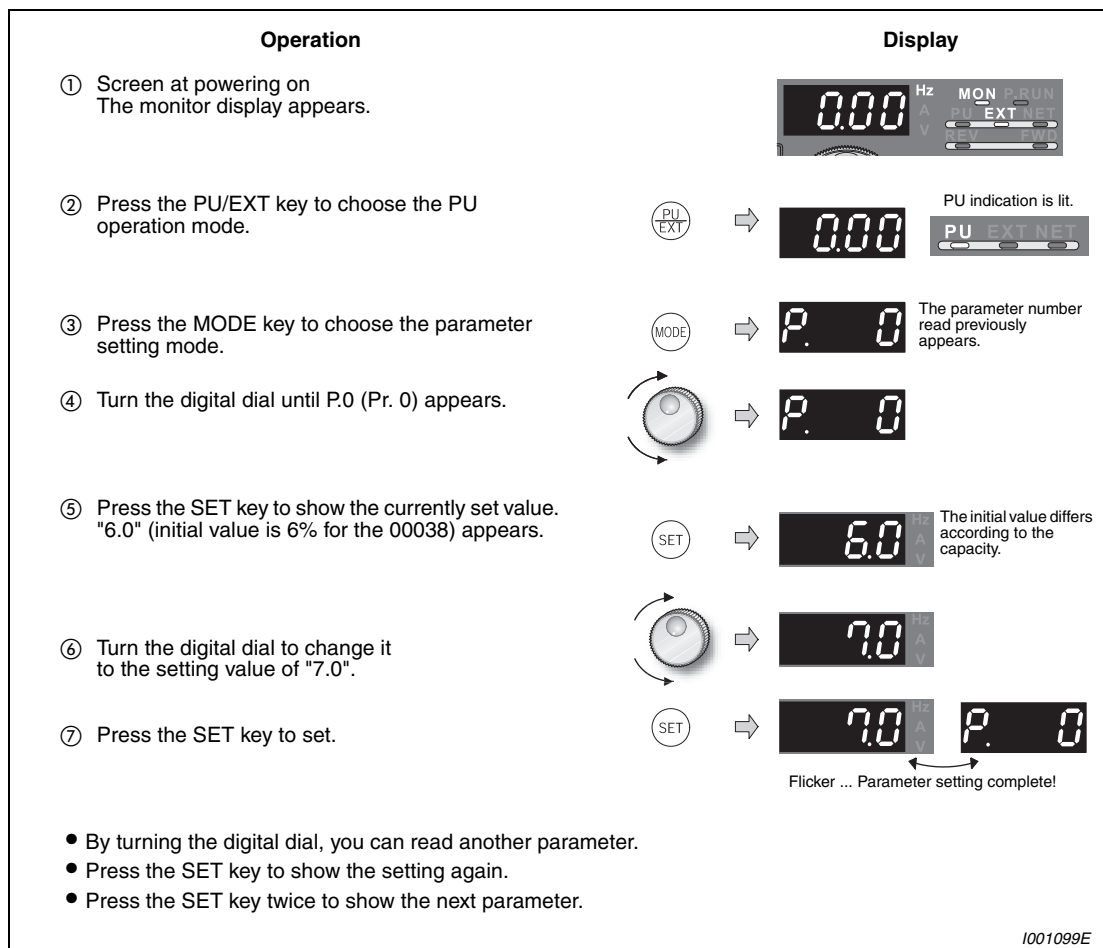 Operation
Display
① Screen at powering on
The monitor display appears.
0.00
Hz
A
V
MON P.RUN
PU EXT NET
REV FWD
② Press the PU/EXT key to choose the PU
operation mode.
PU
EXT
0.00
PU indication is lit.
PU EXT NET
③ Press the MODE key to choose the parameter
setting mode.
MODE
P. 0
The parameter number
read previously
appears.
④ Turn the digital dial until P.0 (Pr. 0) appears.
P. 0
⑤ Press the SET key to show the currently set value.
"6.0" (initial value is 6% for the 00038) appears.
SET
6.0
Hz
A
V
The initial value differs
according to the
capacity.
⑥ Turn the digital dial to change it
to the setting value of "7.0".
7.0
Hz
A
V
⑦ Press the SET key to set.
SET
7.0
Hz
A
V
P. 0
Flicker ... Parameter setting complete!
● By turning the digital dial, you can read another parameter.
● Press the SET key to show the setting again.
● Press the SET key twice to show the next parameter.
I001099E